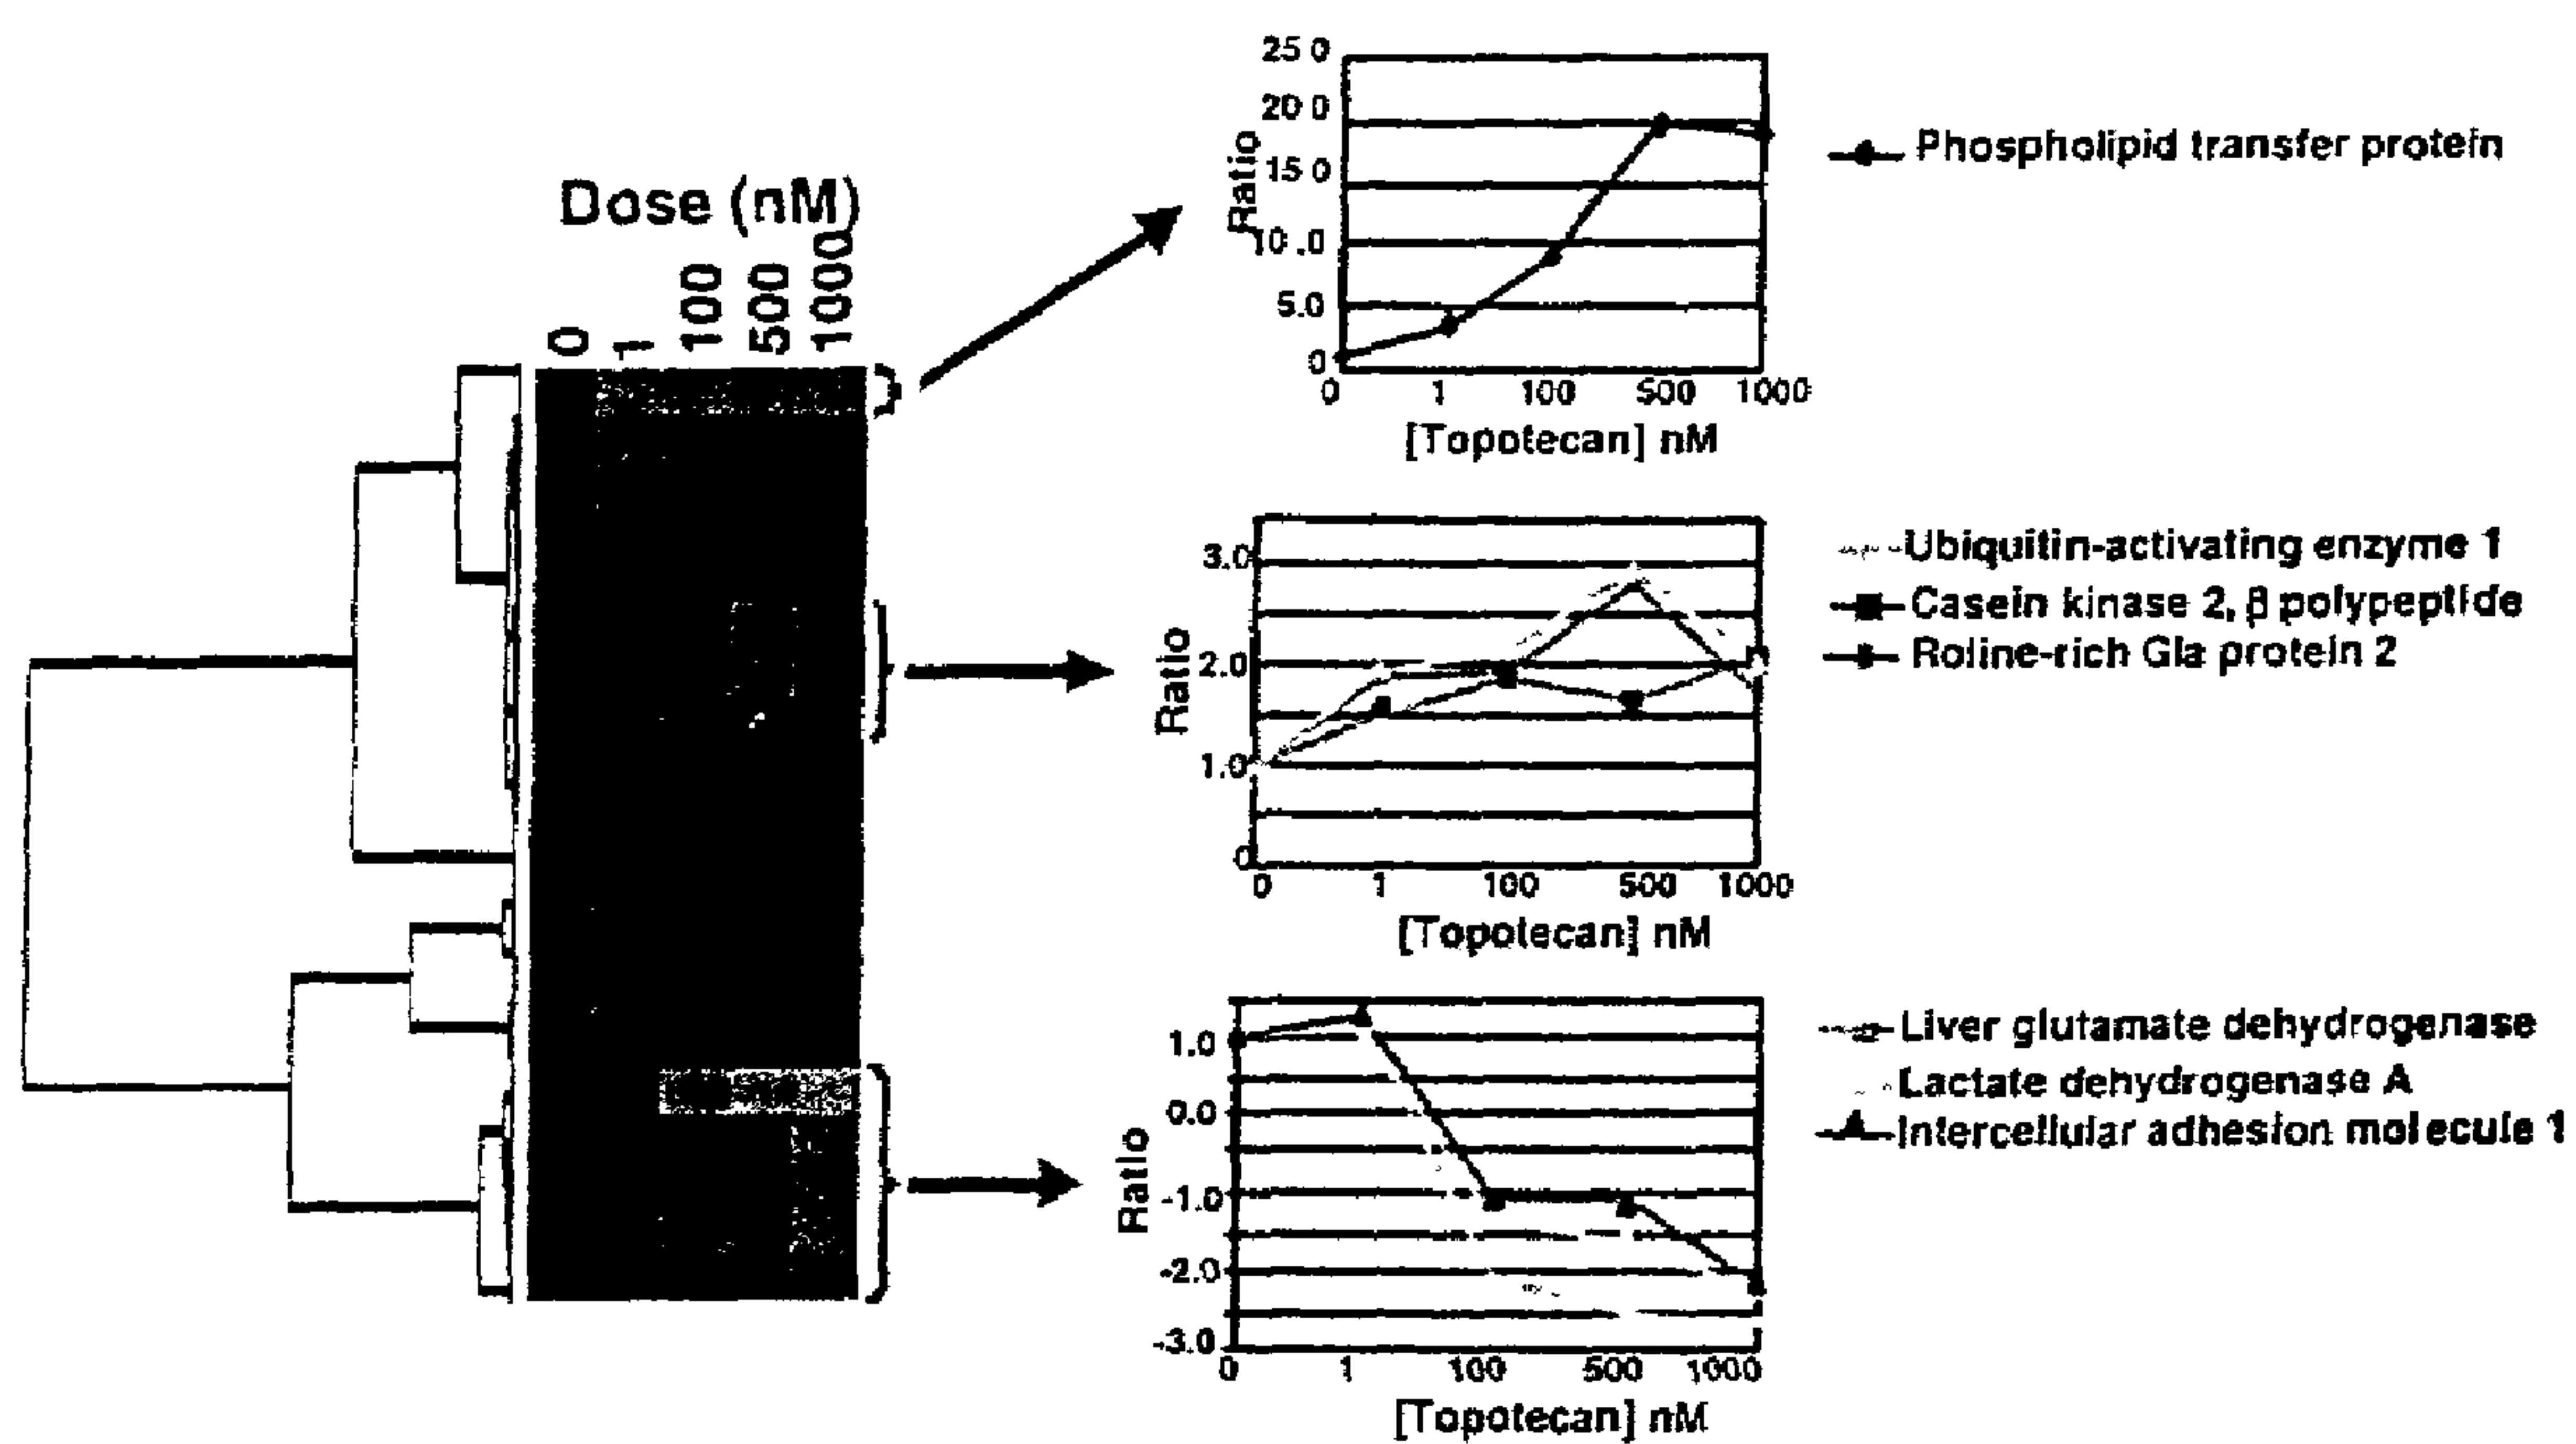 Dose (nM)
0 1 100 500 1000
25 0
20 0
15 0
10 .0
5.0
0
Ratio
0 1 100 500 1000
[Topotecan] nM
Phospholipid transfer protein
3.0
2.0
1.0
0
Ratio
0 1 100 500 1000
[Topotecan] nM
Ubiquitin-activating enzyme 1
Casein kinase 2, β polypeptide
Roline-rich Gla protein 2
1.0
0.0
-1.0
-2.0
-3.0
Ratio
0 1 100 500 1000
[Topotecan] nM
Liver glutamate dehydrogenase
Lactate dehydrogenase A
Intercellular adhesion molecule 1